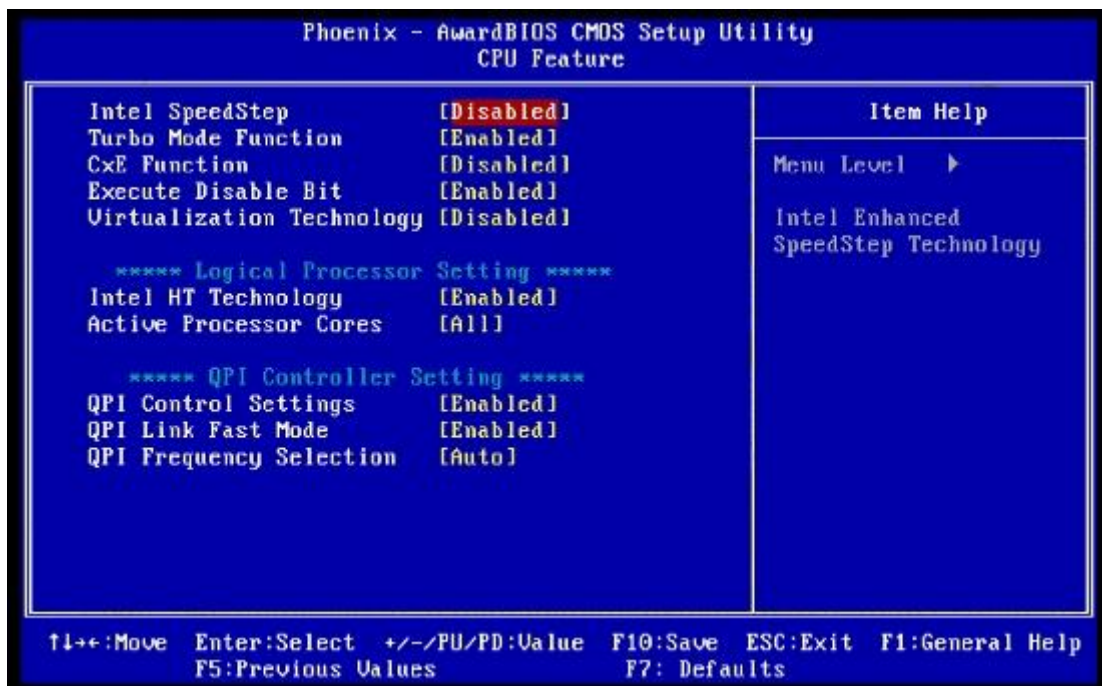 Phoenix - AwardBIOS CMOS Setup Utility
CPU Feature
Intel SpeedStep [Disabled]
Turbo Mode Function [Enabled]
CxE Function [Disabled]
Execute Disable Bit [Enabled]
Virtualization Technology [Disabled]
***** Logical Processor Setting *****
Intel HT Technology [Enabled]
Active Processor Cores [All]
***** QPI Controller Setting *****
QPI Control Settings [Enabled]
QPI Link Fast Mode [Enabled]
QPI Frequency Selection [Auto]
Item Help
Menu Level ▶
Intel Enhanced
SpeedStep Technology
↑↓→←:Move Enter:Select +/-/PU/PD:Value F10:Save ESC:Exit F1:General Help
F5:Previous Values F7: Defaults